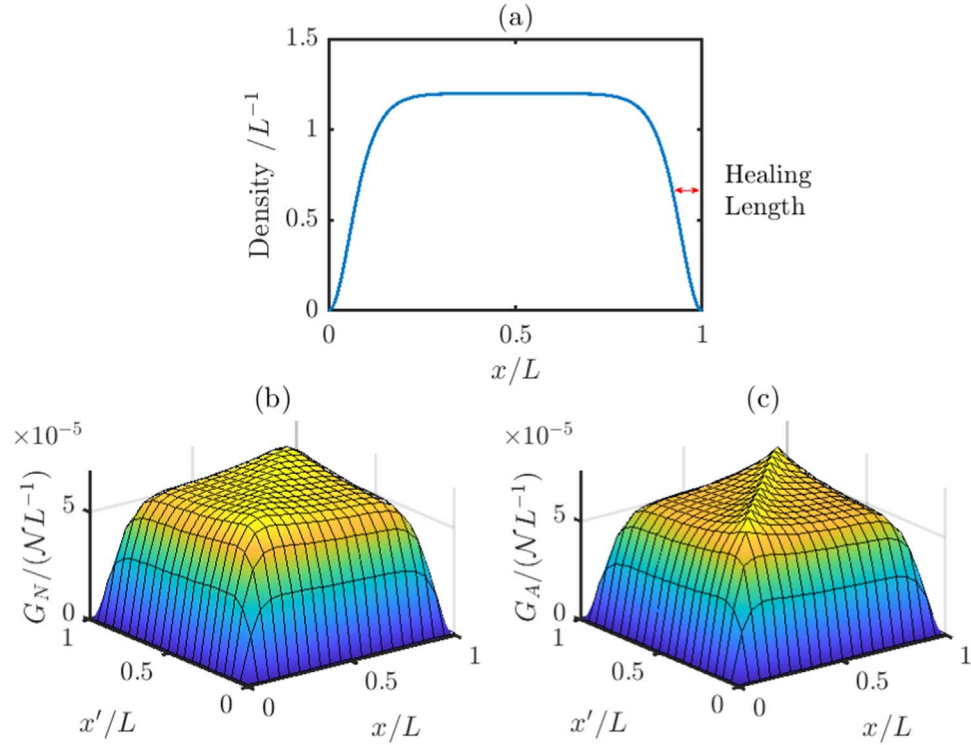 (a)
1.5
1
0.5
0
Density /L⁻¹
0
0.5
1
x/L
Healing
Length
(b)
×10⁻⁵
5
0
G_N/(𝒩L⁻¹)
1
0.5
0
x′/L
0
0.5
1
x/L
(c)
×10⁻⁵
5
0
G_A/(𝒩L⁻¹)
1
0.5
0
x′/L
0
0.5
1
x/L